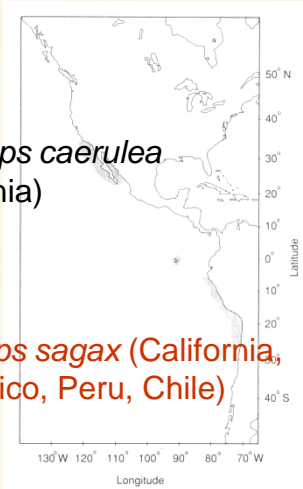 50° N
40°
ps caerulea
30°
nia)
20°
10°
0°
Latitude
10°
20°
ps sagax (California,
ico, Peru, Chile)
40° S
130° W 120° 110° 100° 90° 80° 70° W
Longitude